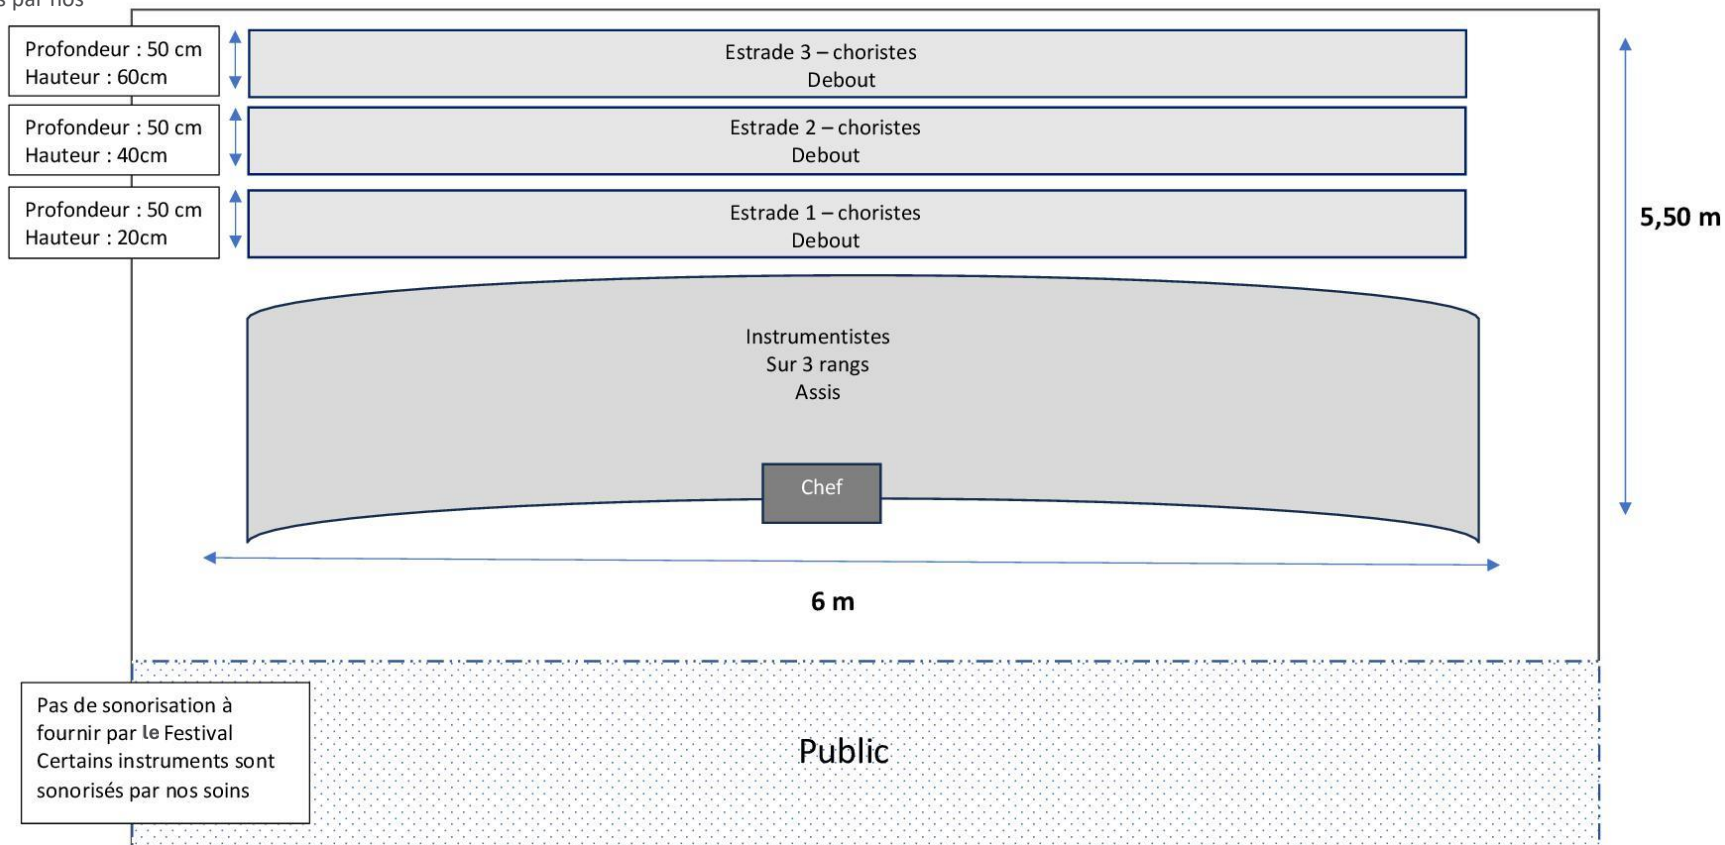 s par nos
Profondeur : 50 cm
Hauteur : 60cm
Estrade 3 – choristes
Debout
Profondeur : 50 cm
Hauteur : 40cm
Estrade 2 – choristes
Debout
Profondeur : 50 cm
Hauteur : 20cm
Estrade 1 – choristes
Debout
5,50 m
Instrumentistes
Sur 3 rangs
Assis
Chef
6 m
Pas de sonorisation à
fournir par le Festival
Certains instruments sont
sonorisés par nos soins
Public